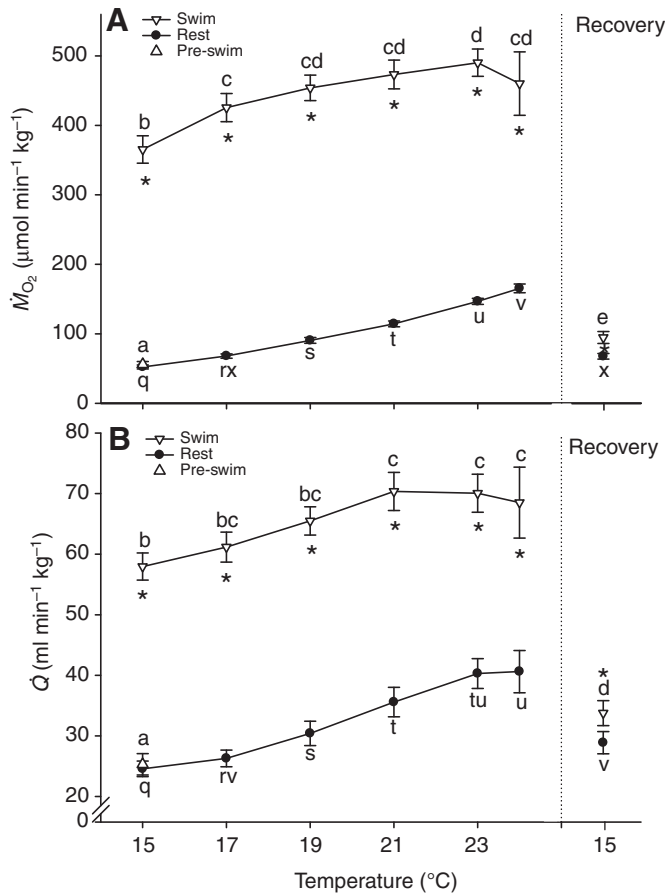 A
Swim
Rest
Pre-swim
Recovery
500
400
300
200
100
0
ṀO₂ (µmol min⁻¹ kg⁻¹)
b c cd cd d cd
* * * * * *
a
q rx s t u v
e
*
x
B
Swim
Rest
Pre-swim
Recovery
80
70
60
50
40
30
20
0
Q̇ (ml min⁻¹ kg⁻¹)
b bc bc c c c
* * * * * *
a
q rv s t tu u
*
d
v
15 17 19 21 23 15
Temperature (°C)